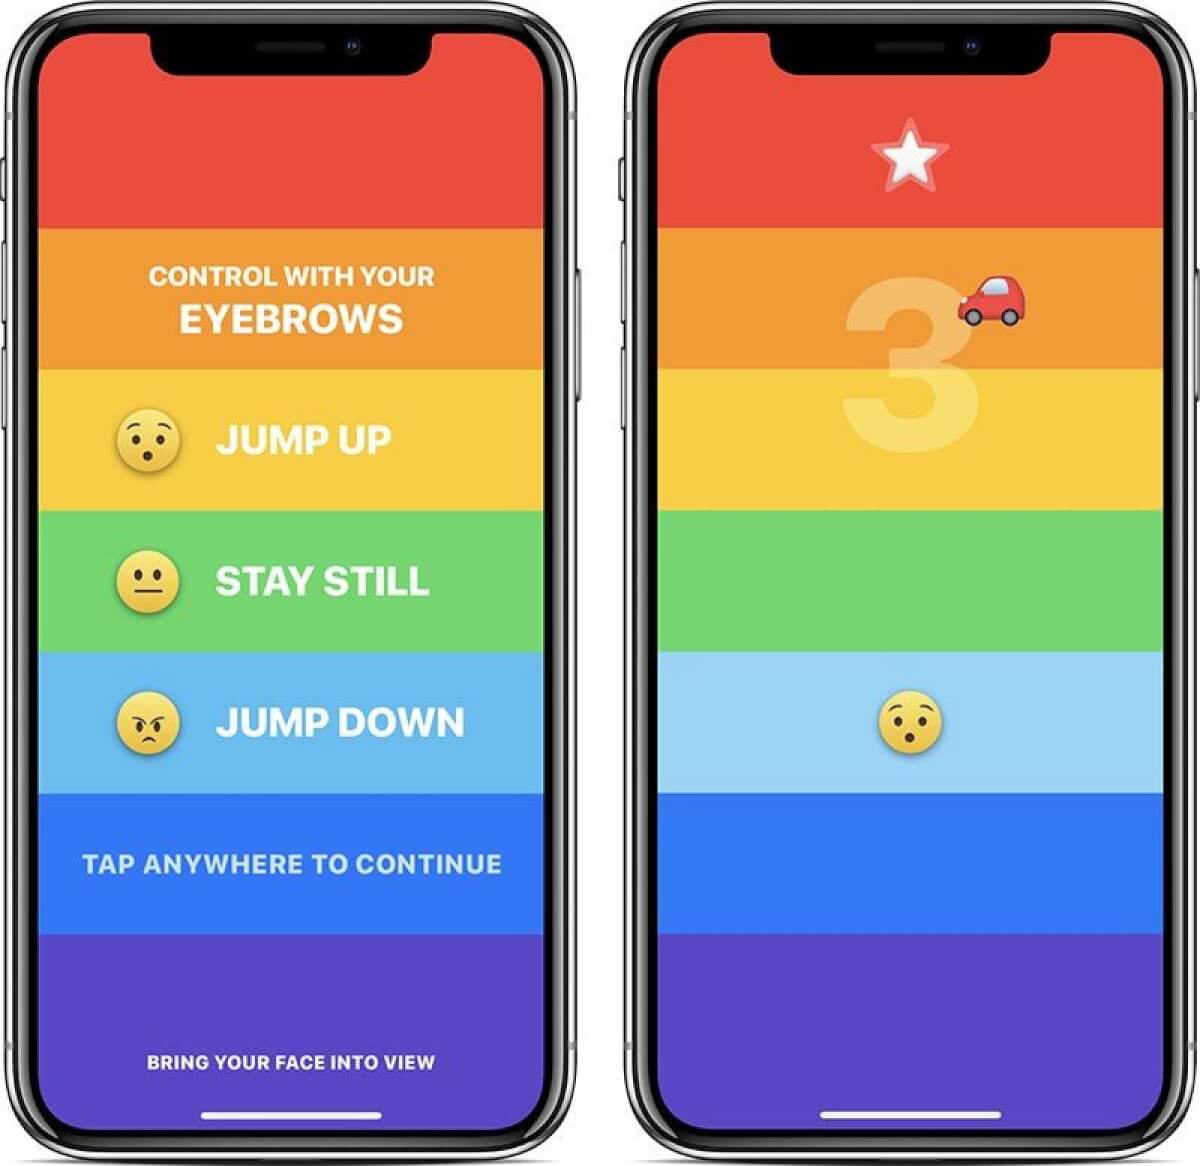 CONTROL WITH YOUR
EYEBROWS
JUMP UP
STAY STILL
JUMP DOWN
TAP ANYWHERE TO CONTINUE
BRING YOUR FACE INTO VIEW
3